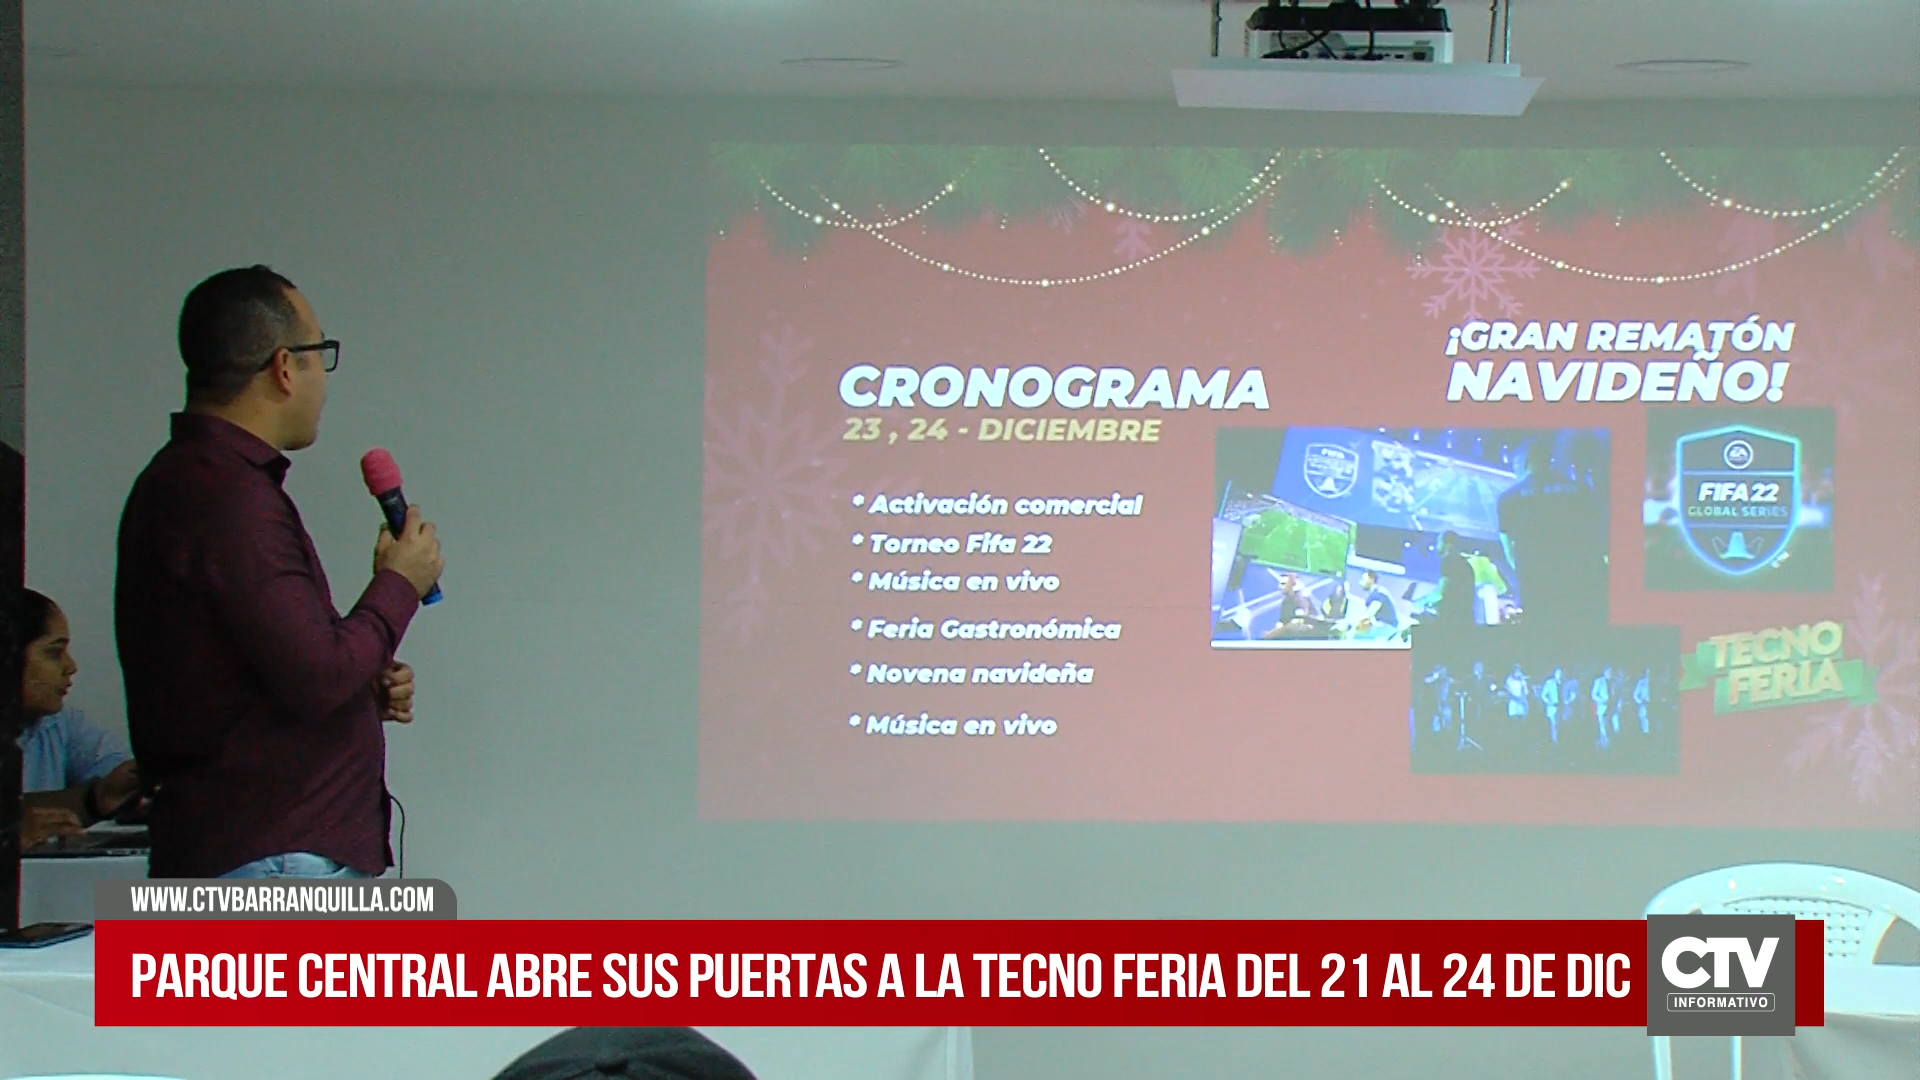 ¡GRAN REMATÓN
NAVIDEÑO!
CRONOGRAMA
23 , 24 - DICIEMBRE
* Activación comercial
* Torneo Fifa 22
* Música en vivo
* Feria Gastronómica
* Novena navideña
* Música en vivo
FIFA
EA
FIFA 22
GLOBAL SERIES
TECNO
FERIA
WWW.CTVBARRANQUILLA.COM
PARQUE CENTRAL ABRE SUS PUERTAS A LA TECNO FERIA DEL 21 AL 24 DE DIC
CTV
INFORMATIVO